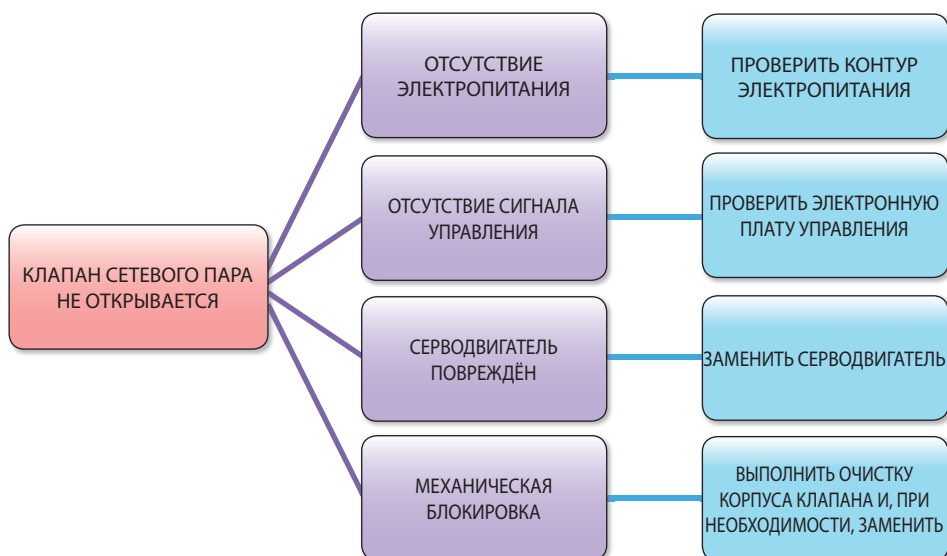 КЛАПАН СЕТЕВОГО ПАРА
НЕ ОТКРЫВАЕТСЯ
ОТСУТСТВИЕ
ЭЛЕКТРОПИТАНИЯ
ПРОВЕРИТЬ КОНТУР
ЭЛЕКТРОПИТАНИЯ
ОТСУТСТВИЕ СИГНАЛА
УПРАВЛЕНИЯ
ПРОВЕРИТЬ ЭЛЕКТРОННУЮ
ПЛАТУ УПРАВЛЕНИЯ
СЕРВОДВИГАТЕЛЬ
ПОВРЕЖДЁН
ЗАМЕНИТЬ СЕРВОДВИГАТЕЛЬ
МЕХАНИЧЕСКАЯ
БЛОКИРОВКА
ВЫПОЛНИТЬ ОЧИСТКУ
КОРПУСА КЛАПАНА И, ПРИ
НЕОБХОДИМОСТИ, ЗАМЕНИТЬ